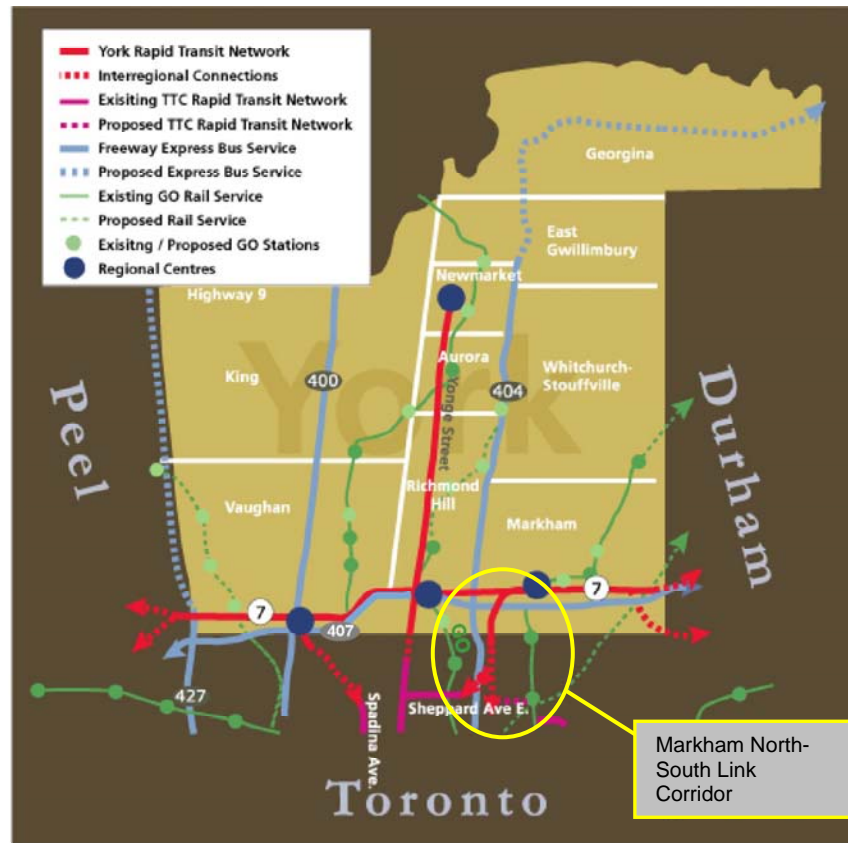 York Rapid Transit Network
Interregional Connections
Exisiting TTC Rapid Transit Network
Proposed TTC Rapid Transit Network
Freeway Express Bus Service
Proposed Express Bus Service
Existing GO Rail Service
Proposed Rail Service
Exisitng / Proposed GO Stations
Regional Centres
Georgina
East
Gwillimbury
Newmarket
Highway 9
Aurora
Whitchurch-
Stouffville
King
400
404
York
Yonge Street
Peel
Durham
Vaughan
Richmond
Hill
Markham
7
7
407
GO
427
Spadina Ave.
Sheppard Ave E.
Markham North-
South Link
Corridor
Toronto